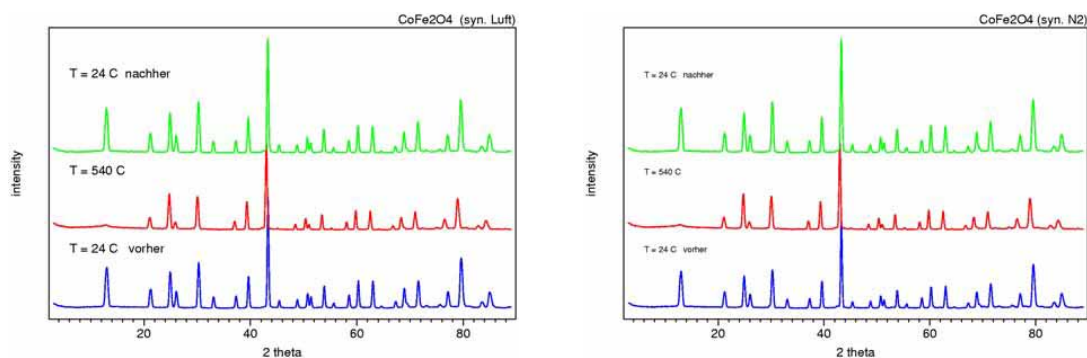 CoFe2O4 (syn. Luft)
T = 24 C nachher
T = 540 C
T = 24 C vorher
intensity
20 40 60 80
2 theta
CoFe2O4 (syn. N2)
T = 24 C nachher
T = 540 C
T = 24 C vorher
intensity
20 40 60 80
2 theta